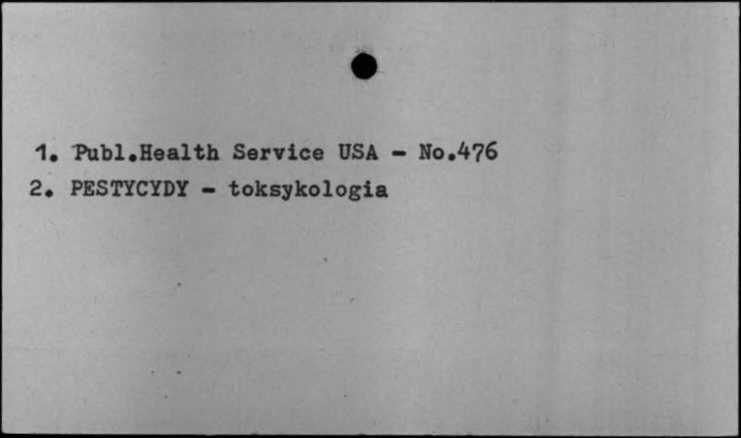 1. Publ.Health Service USA - No.476
2. PESTYCYDY - toksykologia